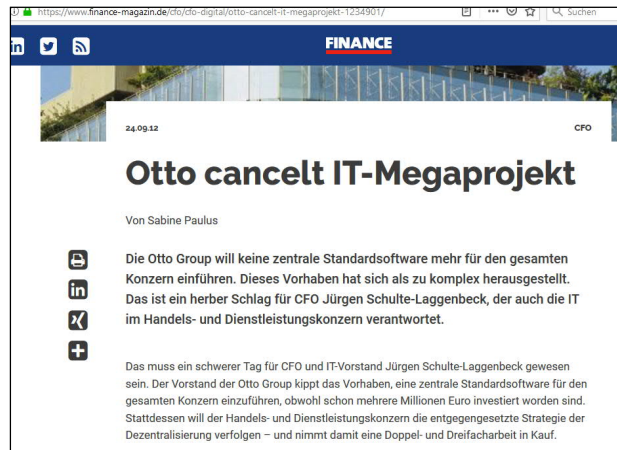 https://www.finance-magazin.de/cfo/cfo-digital/otto-cancelt-it-megaprojekt-1234901/
Suchen
in
FINANCE
24.09.12 CFO
Otto cancelt IT-Megaprojekt
Von Sabine Paulus
Die Otto Group will keine zentrale Standardsoftware mehr für den gesamten
Konzern einführen. Dieses Vorhaben hat sich als zu komplex herausgestellt.
Das ist ein herber Schlag für CFO Jürgen Schulte-Laggenbeck, der auch die IT
im Handels- und Dienstleistungskonzern verantwortet.
in
Das muss ein schwerer Tag für CFO und IT-Vorstand Jürgen Schulte-Laggenbeck gewesen
sein. Der Vorstand der Otto Group kippt das Vorhaben, eine zentrale Standardsoftware für den
gesamten Konzern einzuführen, obwohl schon mehrere Millionen Euro investiert worden sind.
Stattdessen will der Handels- und Dienstleistungskonzern die entgegengesetzte Strategie der
Dezentralisierung verfolgen – und nimmt damit eine Doppel- und Dreifacharbeit in Kauf.